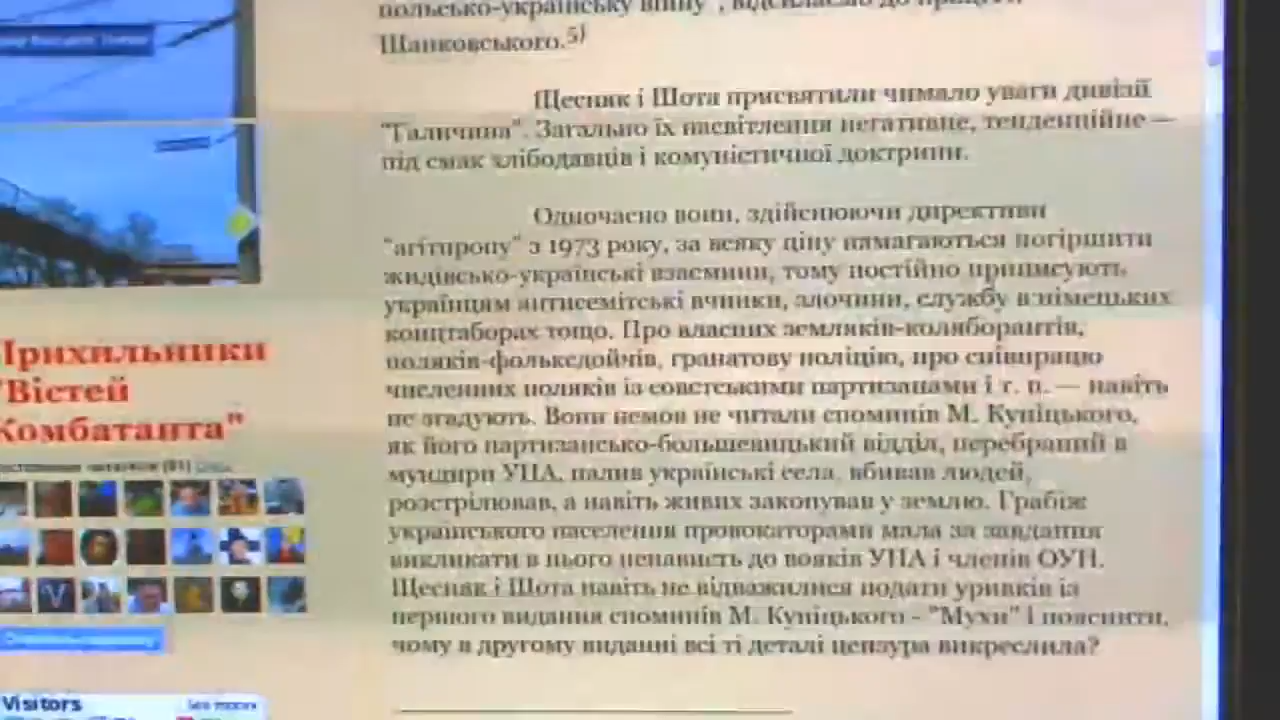 польсько-українську війну", відсилаємо до праці
Шанковського.5)
Щесняк і Шота присвятили чимало уваги дивізії
"Галичина". Загально їх насвітлення негативне, тенденційне —
під смак хлібодавців і комуністичної доктрини.
Одночасно вони, здійснюючи директиви
"агітпропу" з 1973 року, за всяку ціну намагаються погіршити
жидівсько-українські взаємини, тому постійно приписують
українцям антисемітські вчинки, злочини, службу в німецьких
концтаборах тощо. Про власних земляків-коляборантів,
поляків-фольксдойчів, гранатову поліцію, про співпрацю
численних поляків із совєтськими партизанами і т. п. — навіть
не згадують. Вони немов не читали споминів М. Куніцького,
як його партизансько-большевицький відділ, перебраний в
мундири УПА, палив українські села, вбивав людей,
розстрілював, а навіть живих закопував у землю. Грабіж
українського населення провокаторами мала за завдання
викликати в нього ненависть до вояків УПА і членів ОУН.
Щесняк і Шота навіть не відважилися подати уривків із
першого видання споминів М. Куніцького - "Мухи" і пояснити,
чому в другому виданні всі ті деталі цензура викреслила?
Прихильники
"Вістей
Комбатанта"
(91)
Visitors
See more